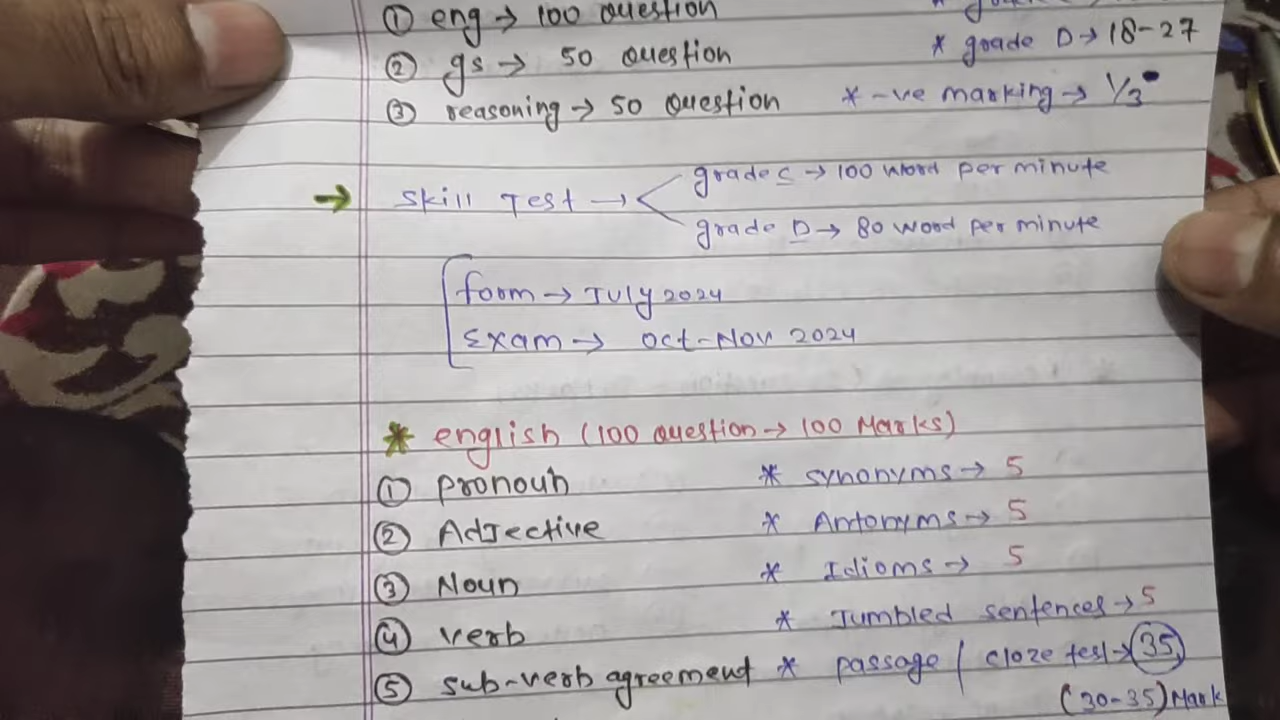 ① eng → 100 Question
② gs → 50 Question
* grade D → 18-27
③ reasoning → 50 Question
* -ve marking → 1/3
→ Skill Test →
grade C → 100 word per minute
grade D → 80 word per minute
form → July 2024
Exam → Oct-Nov 2024
* english (100 Question → 100 Marks)
① pronoun
* Synonyms → 5
② Adjective
* Antonyms → 5
③ Noun
* Idioms → 5
④ verb
* Jumbled sentences → 5
⑤ sub-verb agreement
* passage / cloze test → 35
(30-35) Mark